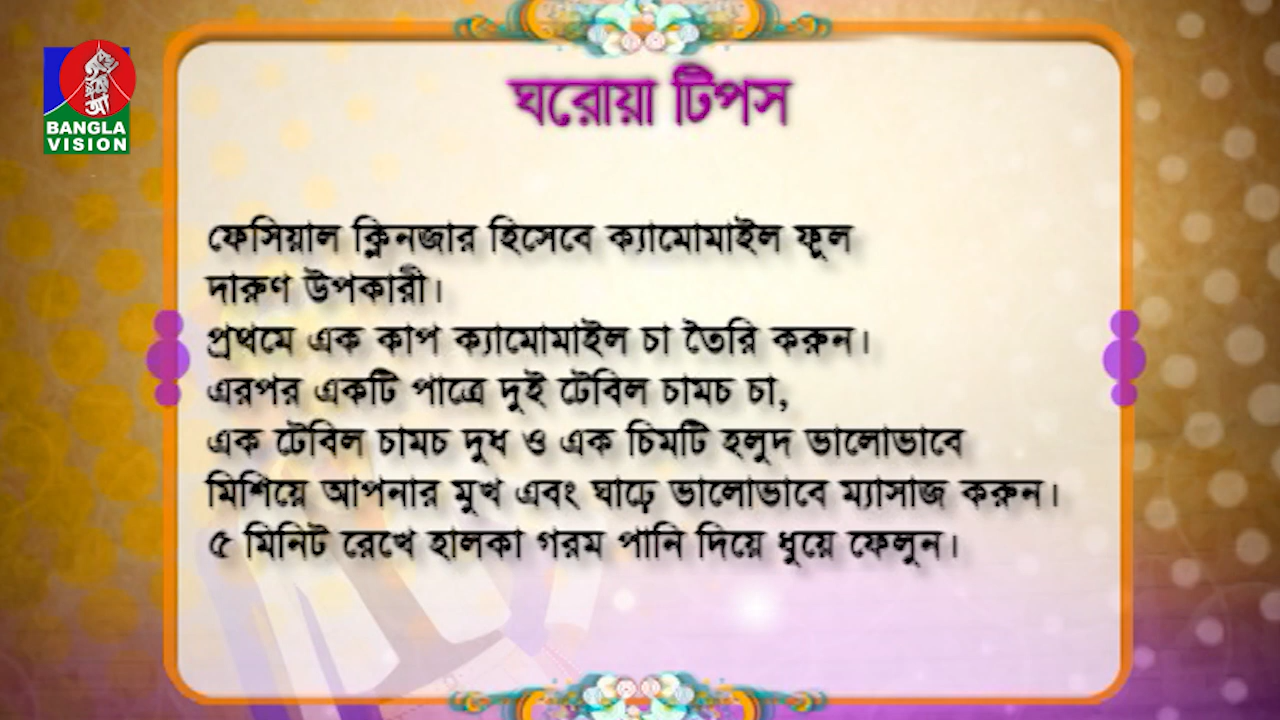 BANGLA
VISION
ঘরোয়া টিপস
ফেসিয়াল ক্লিনজার হিসেবে ক্যামোমাইল ফুল
দারুণ উপকারী।
প্রথমে এক কাপ ক্যামোমাইল চা তৈরি করুন।
এরপর একটি পাত্রে দুই টেবিল চামচ চা,
এক টেবিল চামচ দুধ ও এক চিমটি হলুদ ভালোভাবে
মিশিয়ে আপনার মুখ এবং ঘাঢ়ে ভালোভাবে ম্যাসাজ করুন।
৫ মিনিট রেখে হালকা গরম পানি দিয়ে ধুয়ে ফেলুন।